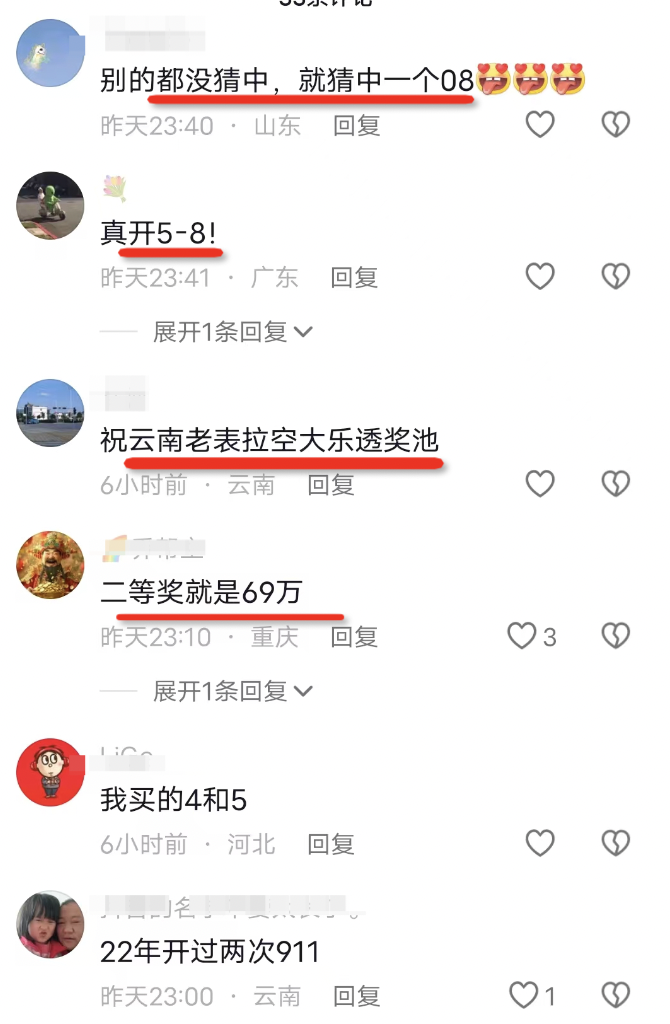 别的都没猜中，就猜中一个08
昨天23:40 · 山东 回复
真开5-8!
昨天23:41 · 广东 回复
展开1条回复
祝云南老表拉空大乐透奖池
6小时前 · 云南 回复
二等奖就是69万
昨天23:10 · 重庆 回复 3
展开1条回复
我买的4和5
6小时前 · 河北 回复
22年开过两次911
昨天23:00 · 云南 回复 1